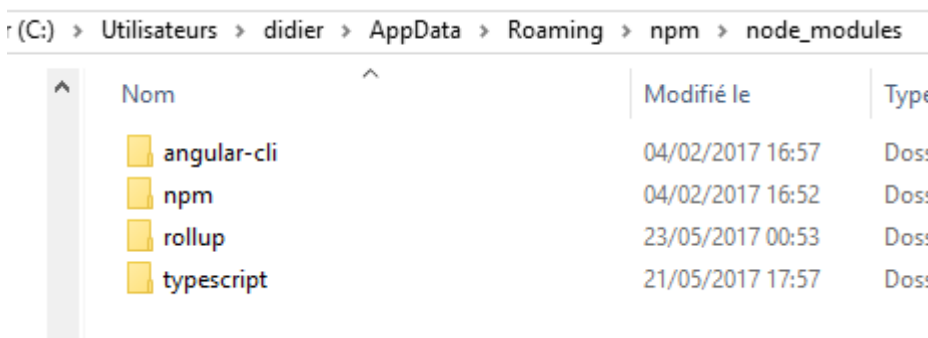 r (C:) > Utilisateurs > didier > AppData > Roaming > npm > node_modules
Nom Modifié le Type
angular-cli 04/02/2017 16:57 Doss
npm 04/02/2017 16:52 Doss
rollup 23/05/2017 00:53 Doss
typescript 21/05/2017 17:57 Doss